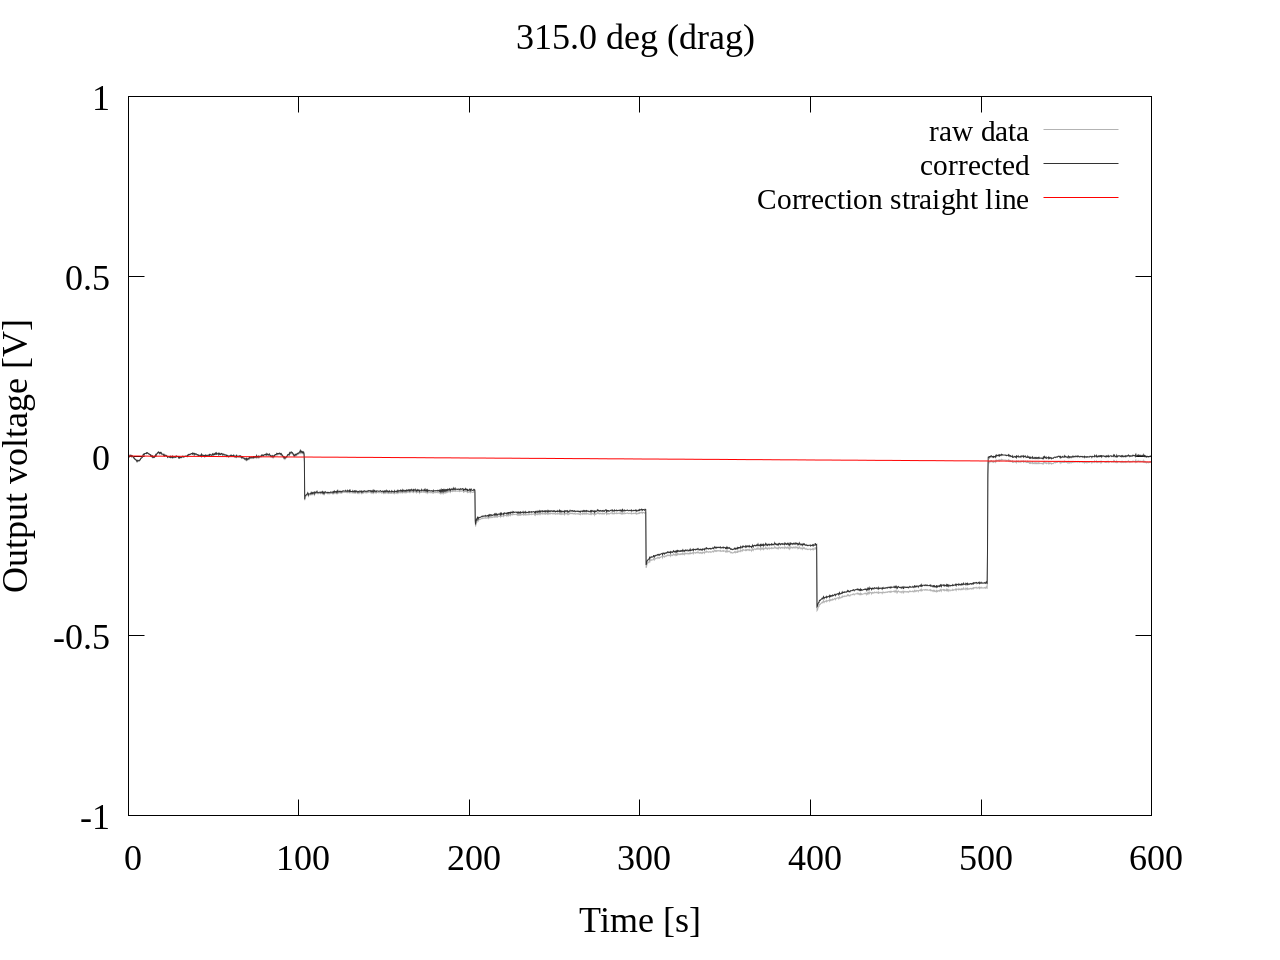 315.0 deg (drag)
1
raw data
corrected
Correction straight line
0.5
Output voltage [V]
0
-0.5
-1
0 100 200 300 400 500 600
Time [s]